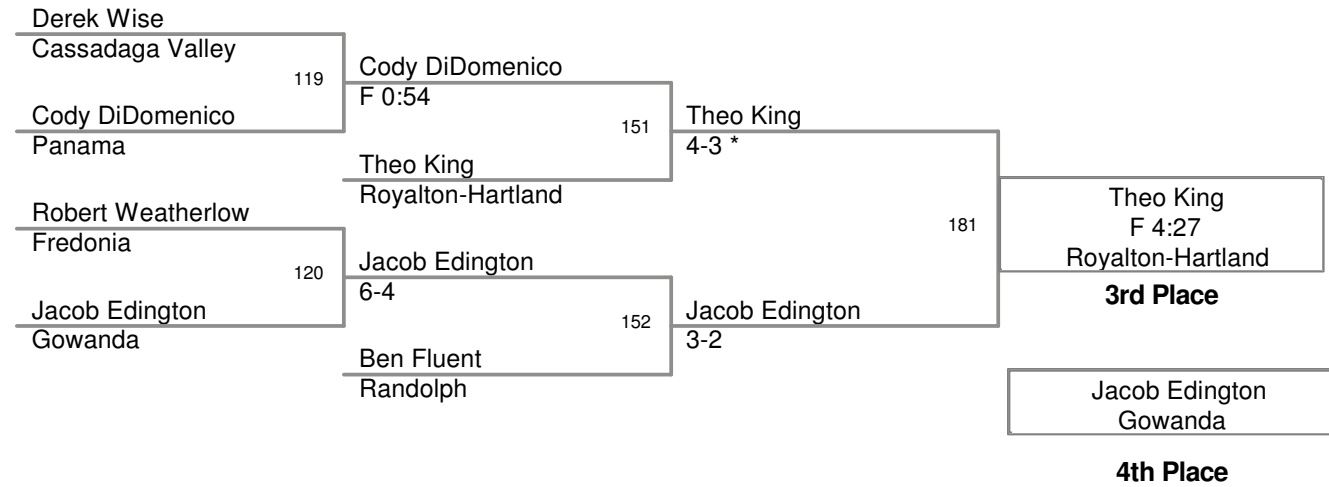 Derek Wise
Cassadaga Valley
119
Cody DiDomenico
F 0:54
Cody DiDomenico
Panama
151
Theo King
4-3 *
Theo King
Royalton-Hartland
Robert Weatherlow
Fredonia
120
Jacob Edington
6-4
Jacob Edington
Gowanda
152
Jacob Edington
3-2
Ben Fluent
Randolph
181
Theo King
F 4:27
Royalton-Hartland
3rd Place
Jacob Edington
Gowanda
4th Place